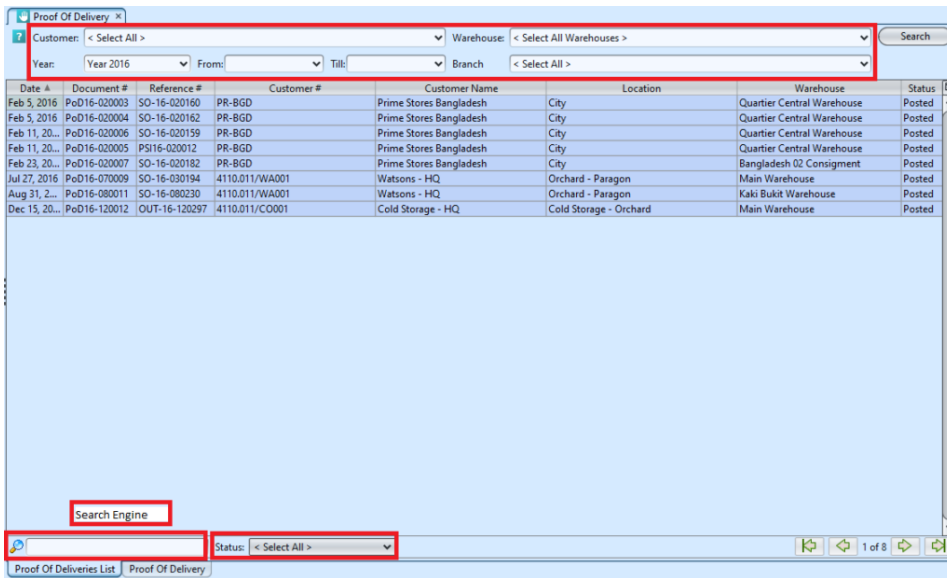 Proof Of Delivery ×
? Customer: < Select All > Warehouse: < Select All Warehouses > Search
Year: Year 2016 From: Till: Branch < Select All >
Date Document # Reference # Customer # Customer Name Location Warehouse Status
Feb 5, 2016 PoD16-020003 SO-16-020160 PR-BGD Prime Stores Bangladesh City Quartier Central Warehouse Posted
Feb 5, 2016 PoD16-020004 SO-16-020162 PR-BGD Prime Stores Bangladesh City Quartier Central Warehouse Posted
Feb 11, 20... PoD16-020006 SO-16-020159 PR-BGD Prime Stores Bangladesh City Quartier Central Warehouse Posted
Feb 11, 20... PoD16-020005 PSI16-020012 PR-BGD Prime Stores Bangladesh City Quartier Central Warehouse Posted
Feb 23, 20... PoD16-020007 SO-16-020182 PR-BGD Prime Stores Bangladesh City Bangladesh 02 Consigment Posted
Jul 27, 2016 PoD16-070009 SO-16-030194 4110.011/WA001 Watsons - HQ Orchard - Paragon Main Warehouse Posted
Aug 31, 2... PoD16-080011 SO-16-080230 4110.011/WA001 Watsons - HQ Orchard - Paragon Kaki Bukit Warehouse Posted
Dec 15, 20... PoD16-120012 OUT-16-120297 4110.011/CO001 Cold Storage - HQ Cold Storage - Orchard Main Warehouse Posted
Search Engine
Status: < Select All > 1 of 8
Proof Of Deliveries List Proof Of Delivery